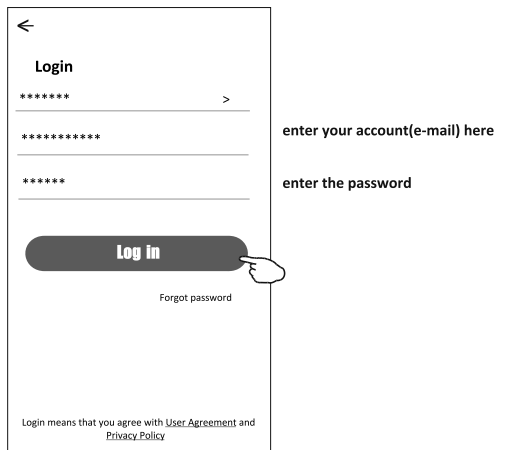 Login
******* >
***********
enter your account(e-mail) here
******
enter the password
Log in
Forgot password
Login means that you agree with User Agreement and
Privacy Policy